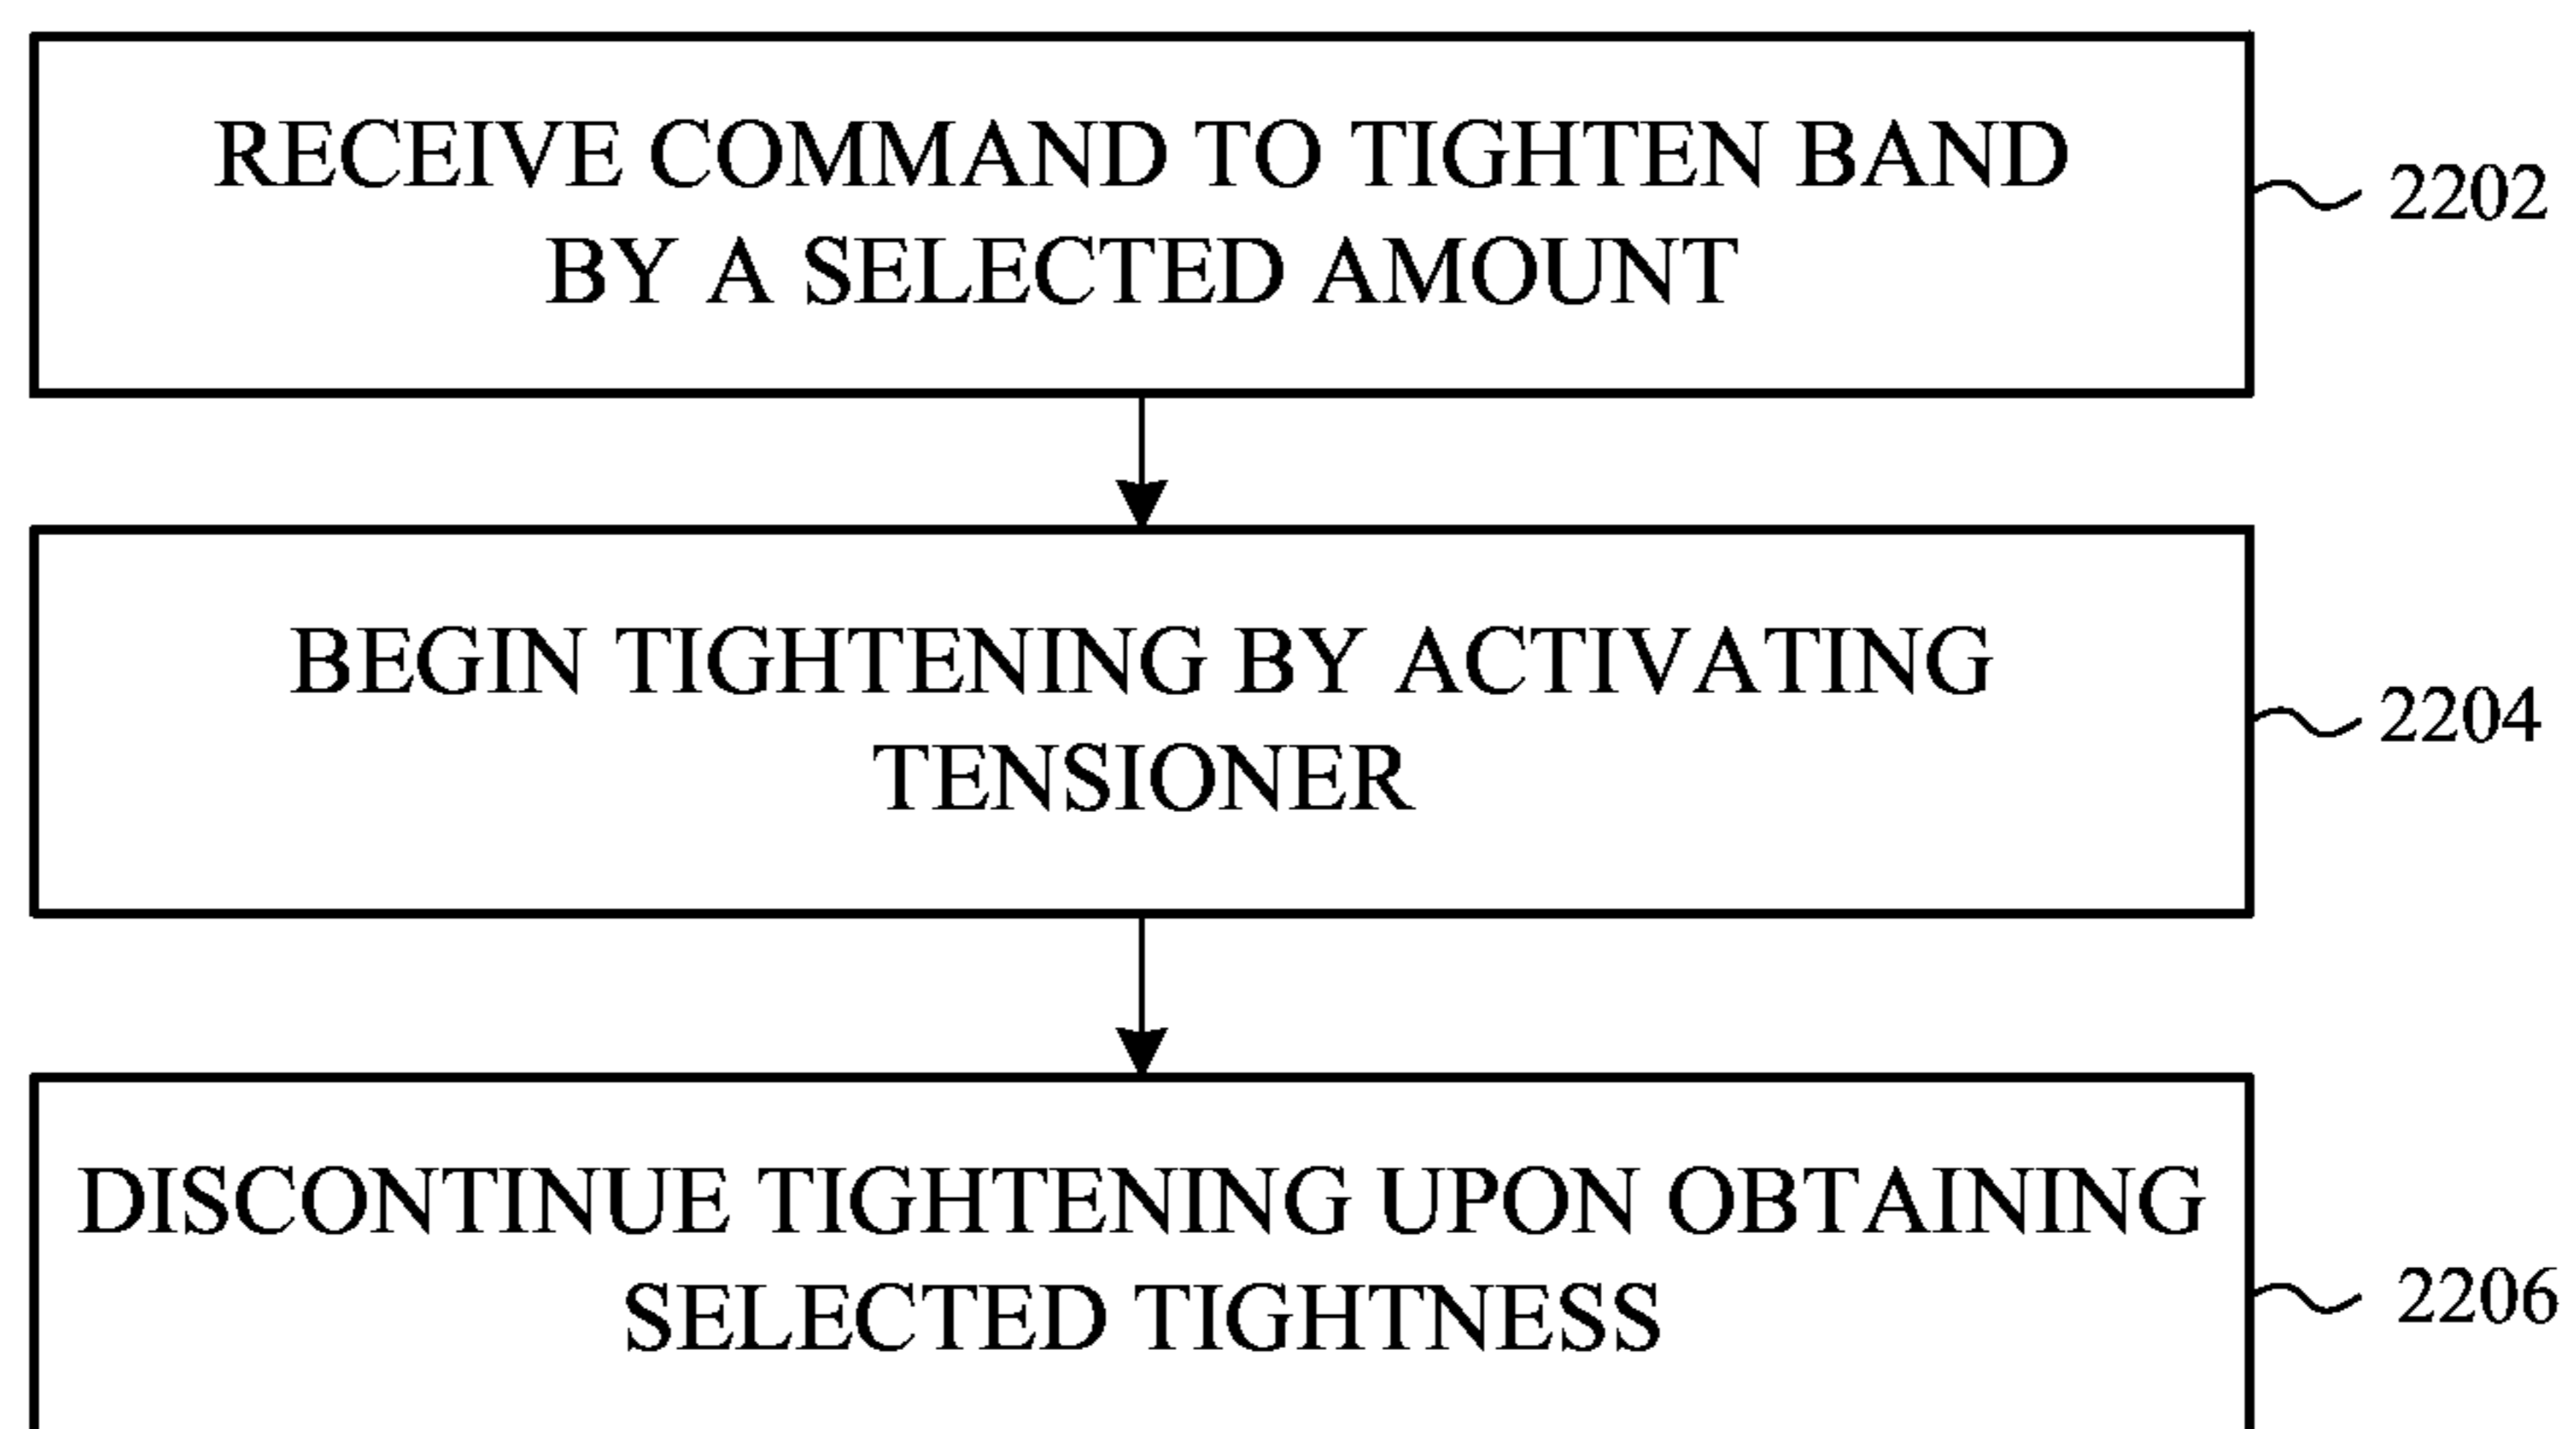 RECEIVE COMMAND TO TIGHTEN BAND
BY A SELECTED AMOUNT
2202
BEGIN TIGHTENING BY ACTIVATING
TENSIONER
2204
DISCONTINUE TIGHTENING UPON OBTAINING
SELECTED TIGHTNESS
2206